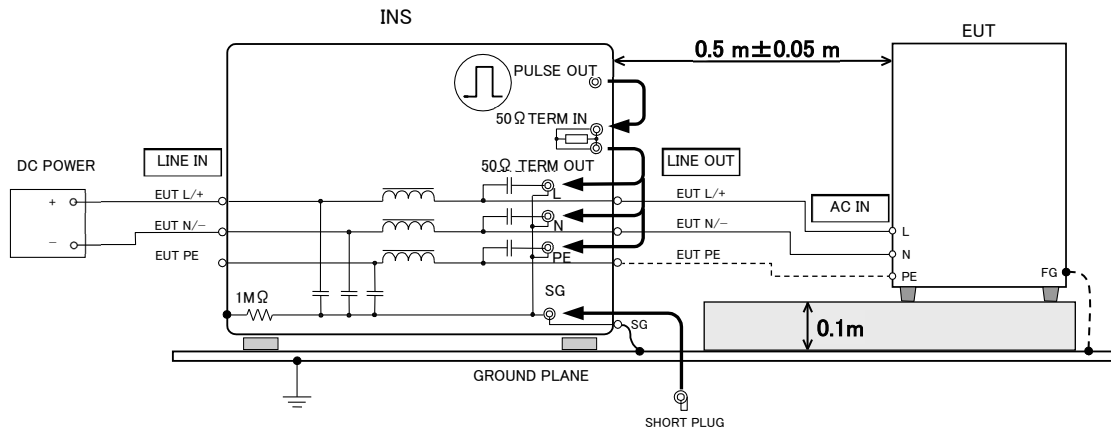 INS
EUT
0.5 m±0.05 m
PULSE OUT
50Ω TERM IN
DC POWER
LINE IN
50Ω TERM OUT
LINE OUT
+
EUT L/+
L
EUT L/+
AC IN
−
EUT N/−
N
EUT N/−
L
EUT PE
PE
EUT PE
N
PE
FG
1MΩ
SG
SG
0.1m
GROUND PLANE
SHORT PLUG